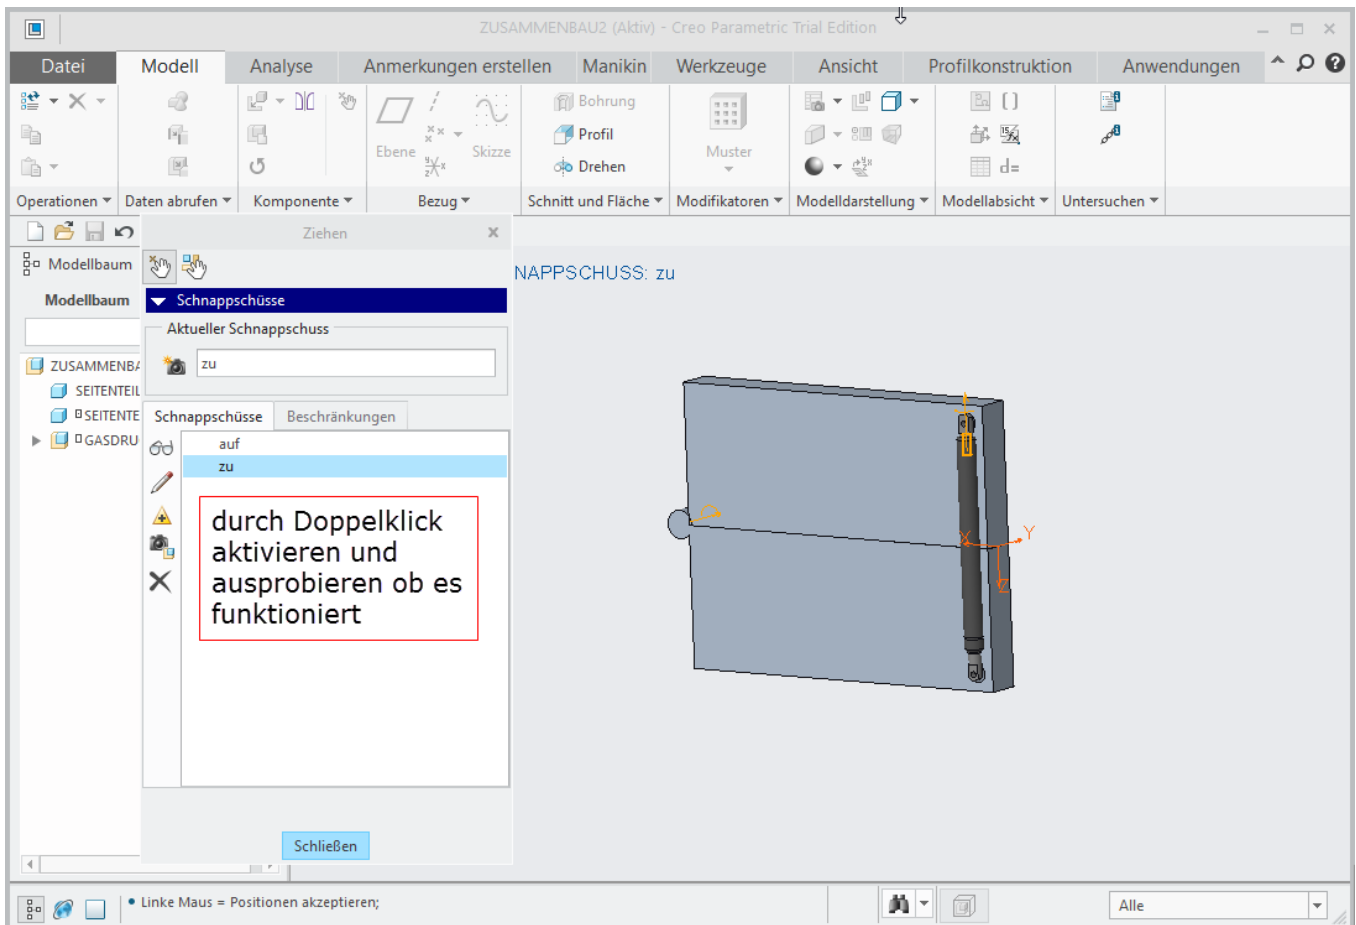 ZUSAMMENBAU2 (Aktiv) - Creo Parametric Trial Edition
Datei Modell Analyse Anmerkungen erstellen Manikin Werkzeuge Ansicht Profilkonstruktion Anwendungen
Bohrung
Profil
Ebene Skizze Muster
Drehen
d=
Operationen Daten abrufen Komponente Bezug Schnitt und Fläche Modifikatoren Modelldarstellung Modellabsicht Untersuchen
Ziehen
Modellbaum
NAPPSCHUSS: zu
Modellbaum
Schnappschüsse
Aktueller Schnappschuss
zu
ZUSAMMENBA
SEITENTEIL
SEITENTE
GASDRU
Schnappschüsse Beschränkungen
auf
zu
durch Doppelklick
aktivieren und
ausprobieren ob es
funktioniert
X
Y
Z
Schließen
Linke Maus = Positionen akzeptieren;
Alle